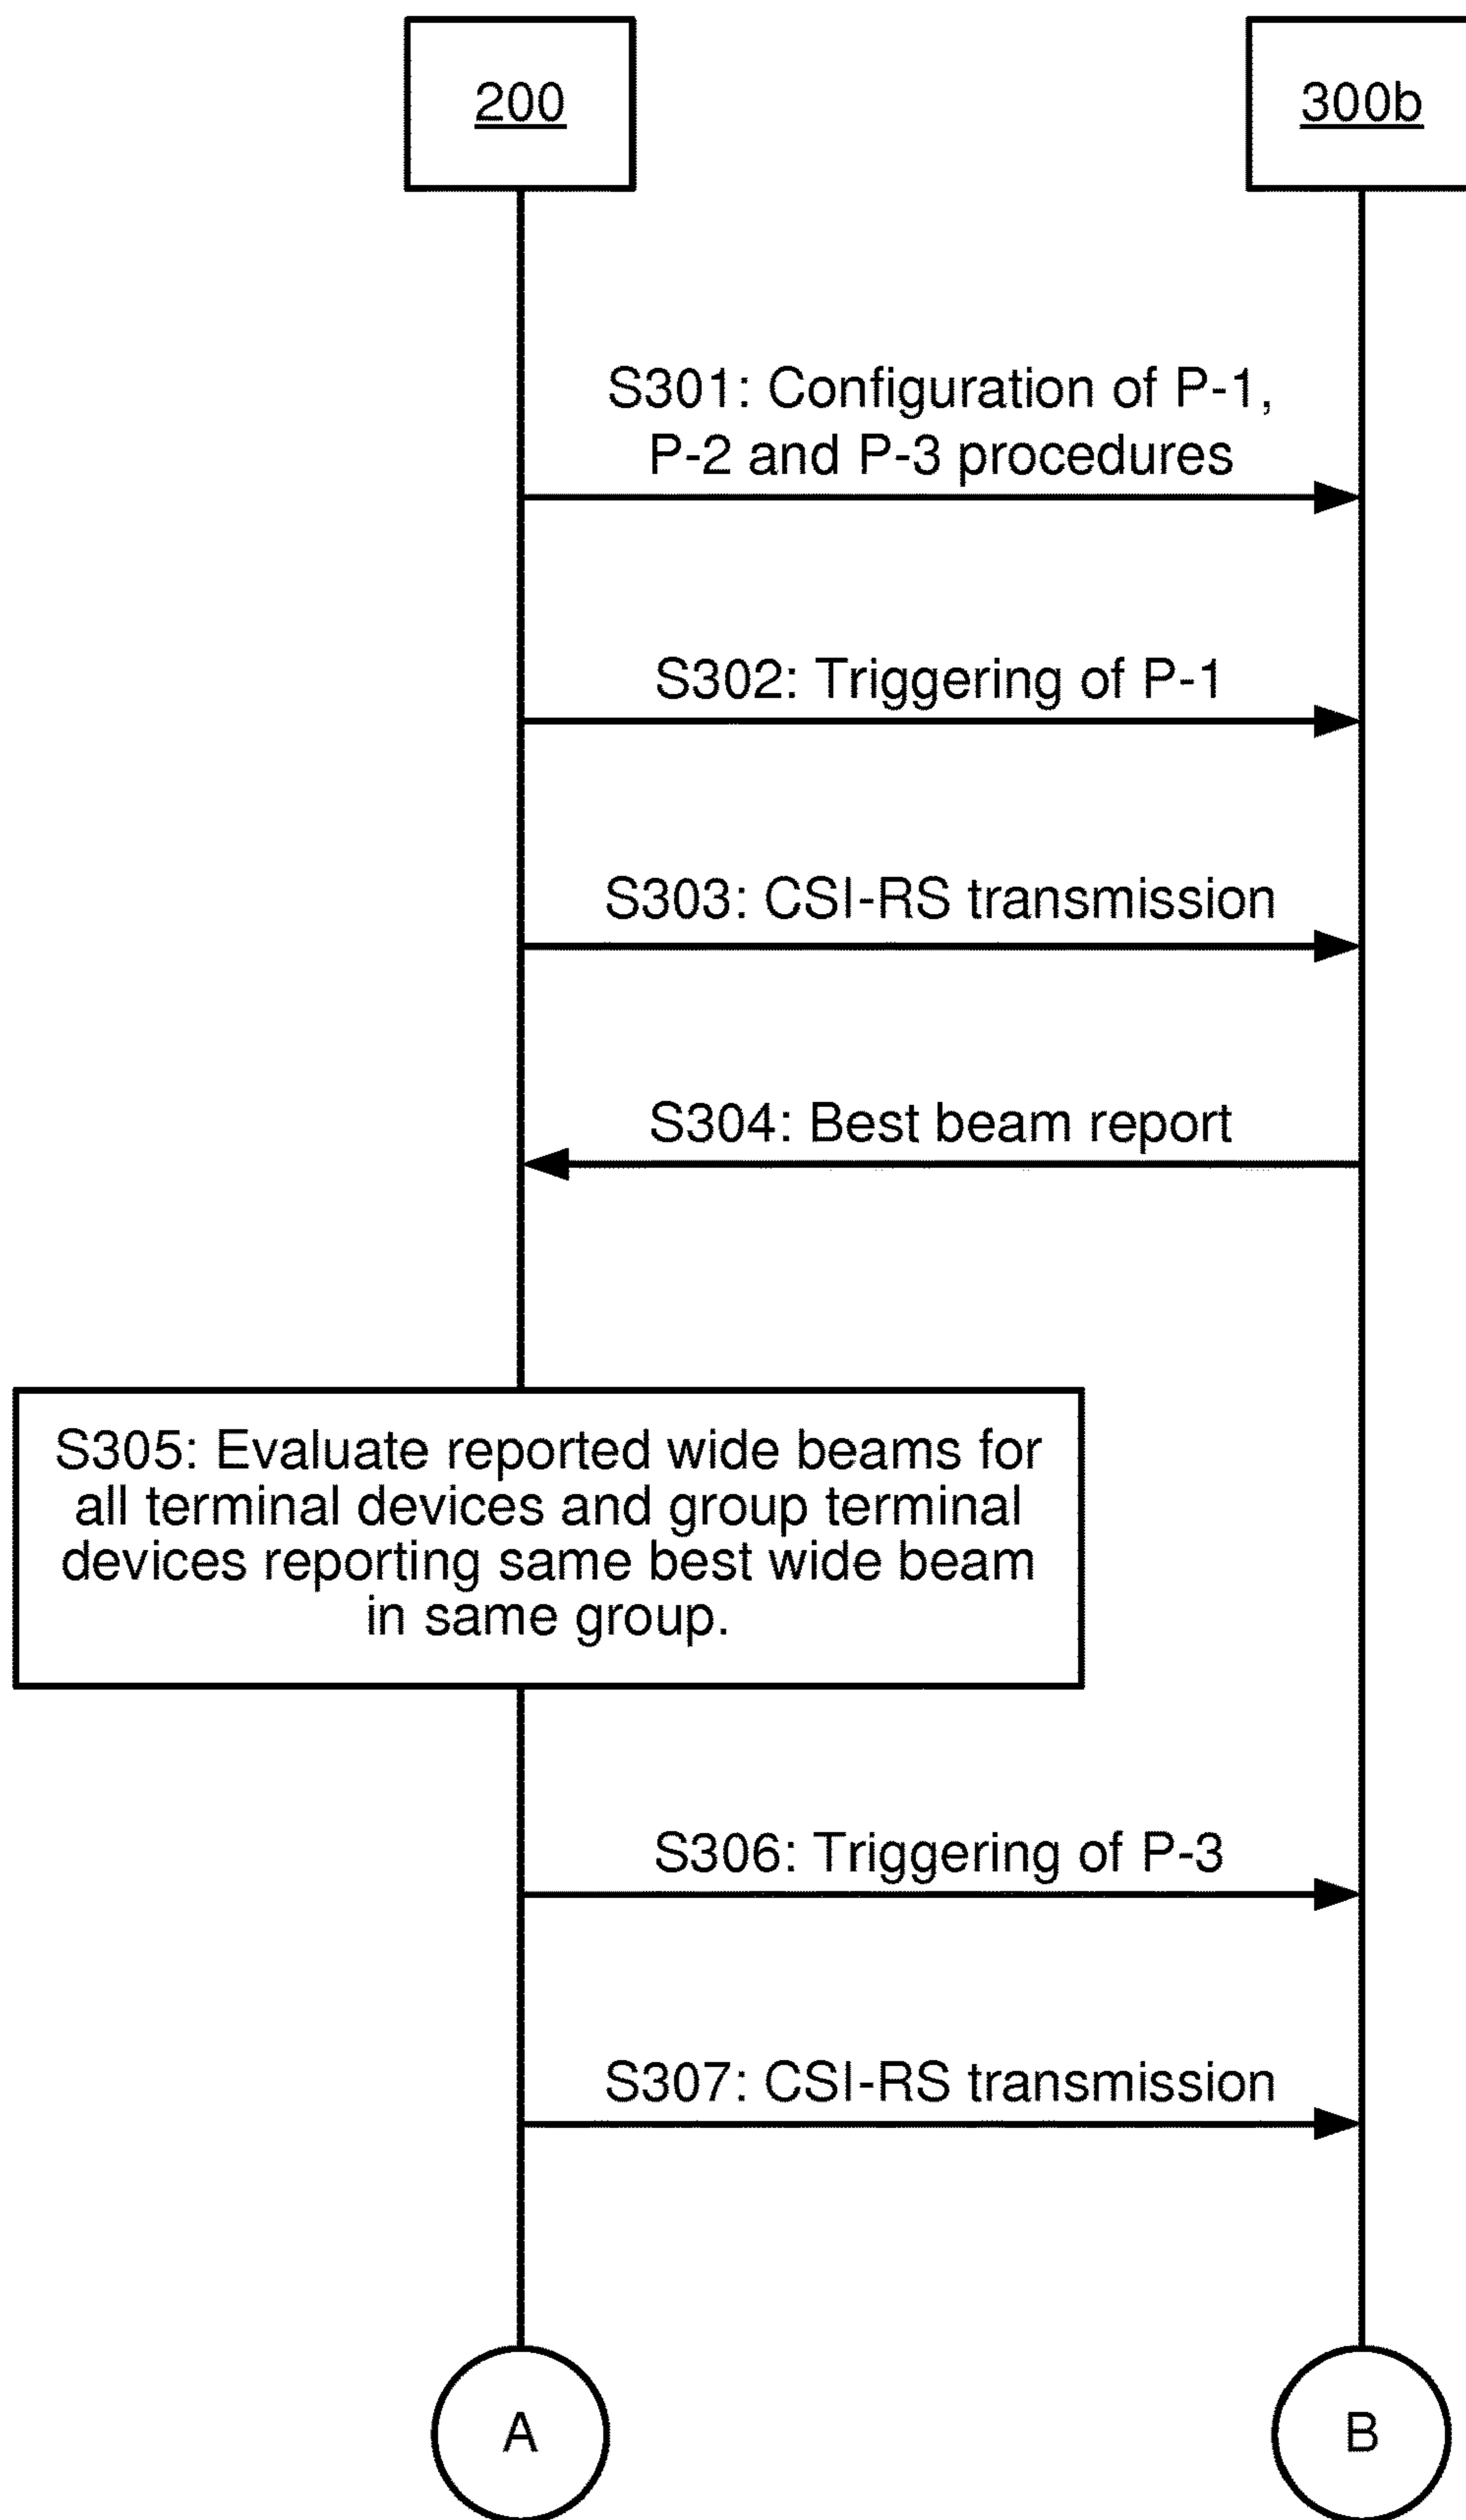 200
300b
S301: Configuration of P-1,
P-2 and P-3 procedures
S302: Triggering of P-1
S303: CSI-RS transmission
S304: Best beam report
S305: Evaluate reported wide beams for
all terminal devices and group terminal
devices reporting same best wide beam
in same group.
S306: Triggering of P-3
S307: CSI-RS transmission
A
B